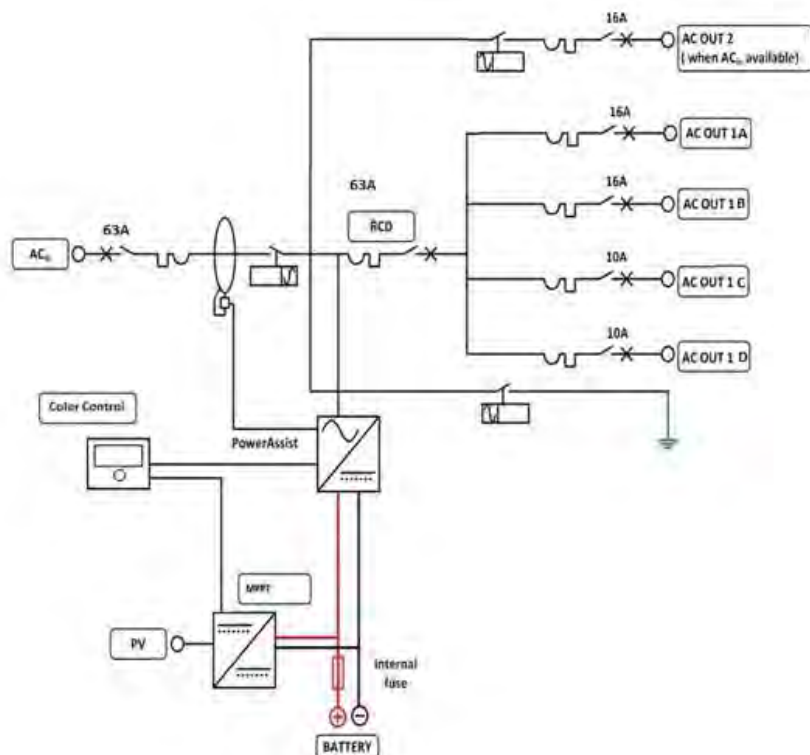 16A
AC OUT 2
( when ACin available)
16A
AC OUT 1A
63A
16A
RCD
AC OUT 1 B
63A
ACin
10A
AC OUT 1 C
10A
AC OUT 1 D
Color Control
PowerAssist
MPPT
PV
Internal
fuse
+
−
BATTERY